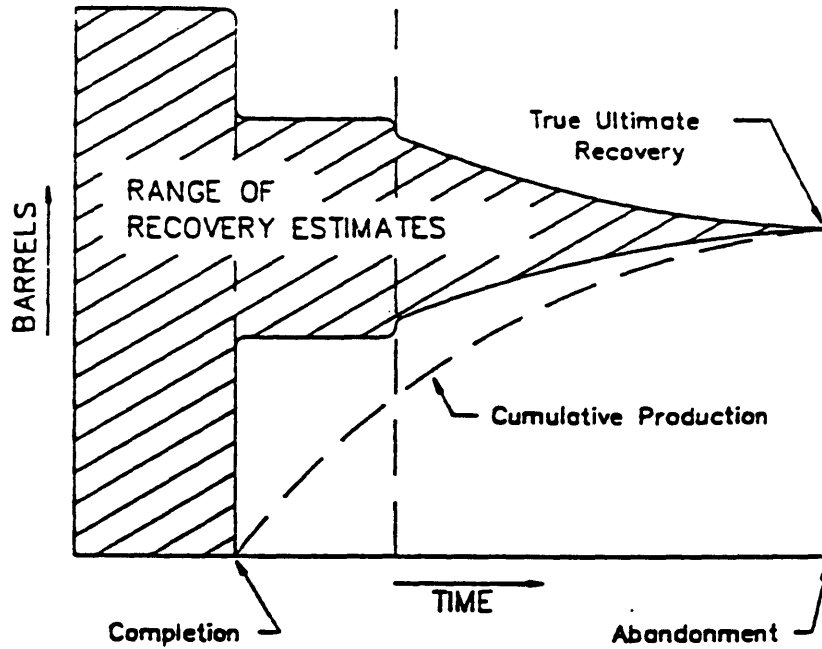 True Ultimate
Recovery
RANGE OF
RECOVERY ESTIMATES
BARRELS
Cumulative Production
TIME
Completion
Abandonment